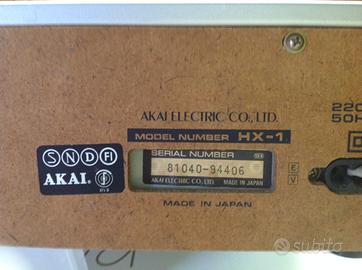 AKAI ELECTRIC CO., LTD.
MODEL NUMBER HX-1
220
50H
SERIAL NUMBER
81040-94406
AKAI ELECTRIC CO., LTD. MADE IN JAPAN
E
V
MADE IN JAPAN
S N D FI
AKAI
subito